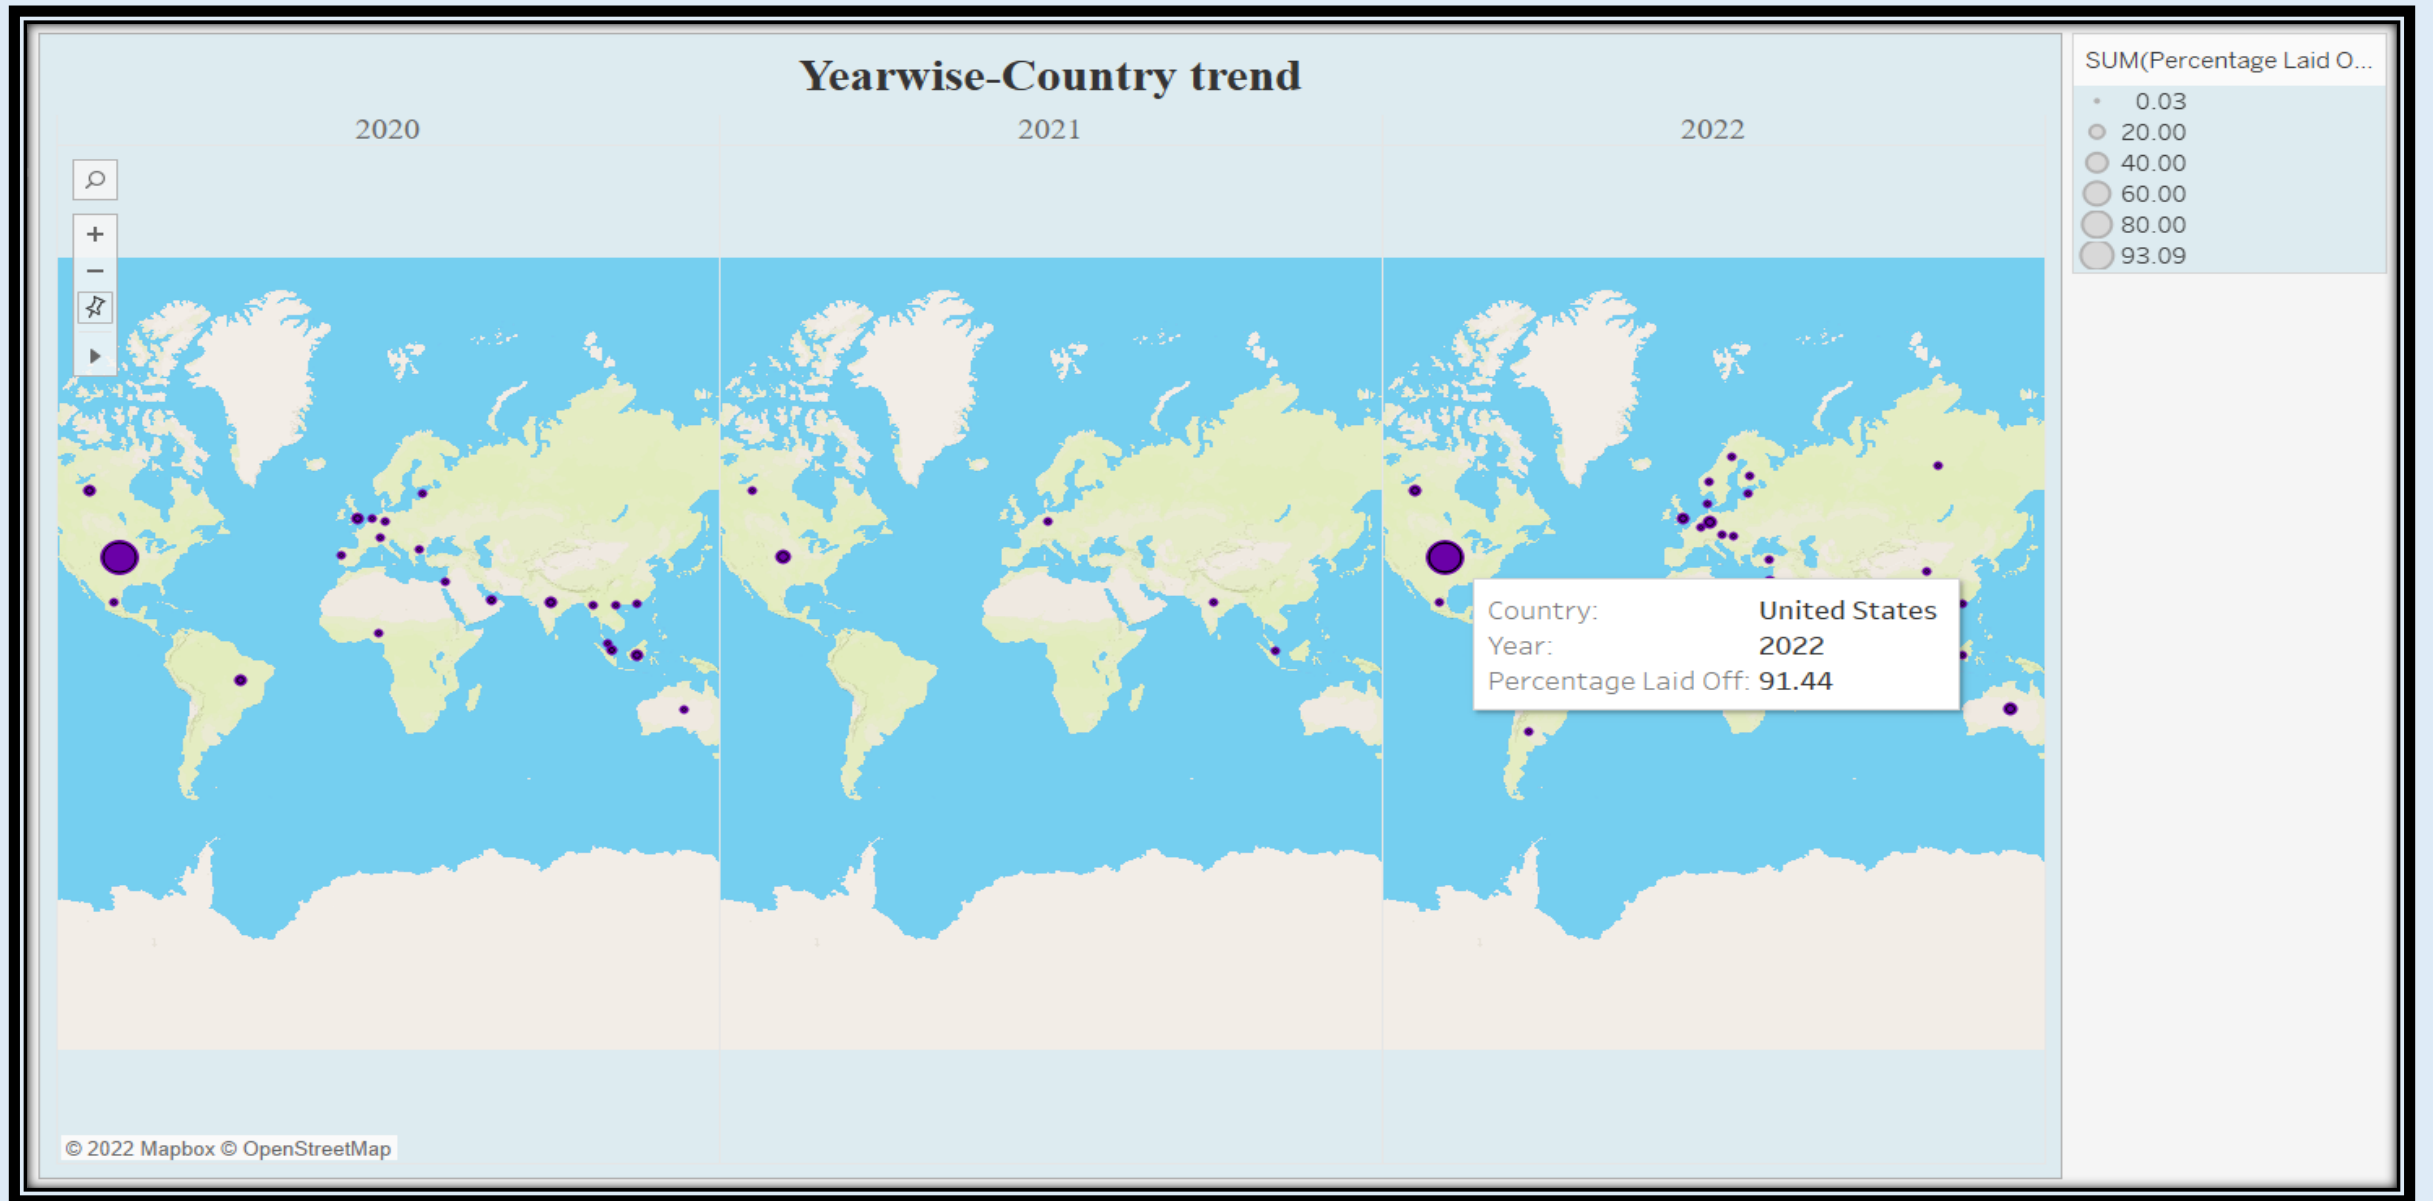 Yearwise-Country trend
2020
2021
2022
SUM(Percentage Laid O...
0.03
20.00
40.00
60.00
80.00
93.09
Country: United States
Year: 2022
Percentage Laid Off: 91.44
© 2022 Mapbox © OpenStreetMap